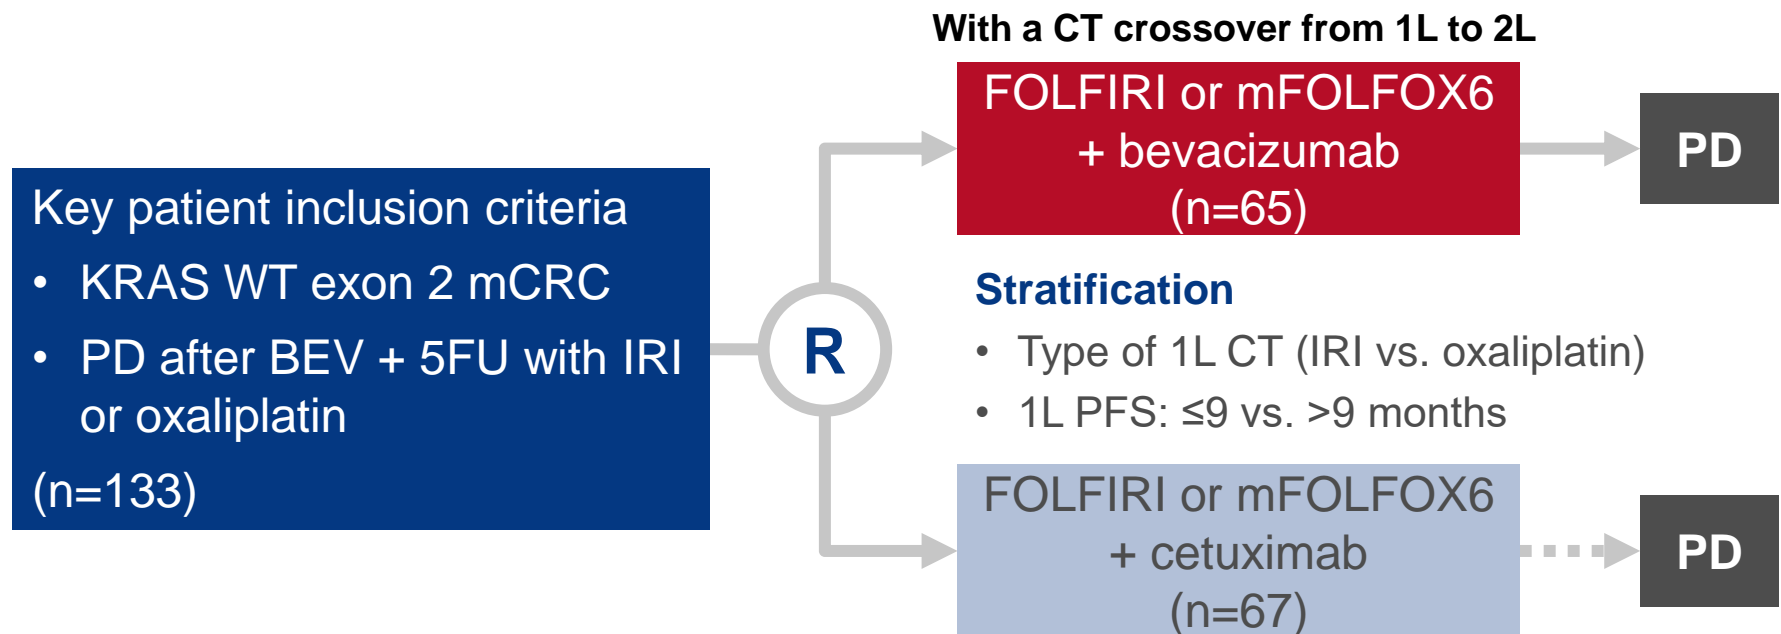 With a CT crossover from 1L to 2L
FOLFIRI or mFOLFOX6
+ bevacizumab
(n=65)
PD
Key patient inclusion criteria
• KRAS WT exon 2 mCRC
• PD after BEV + 5FU with IRI
or oxaliplatin
(n=133)
R
Stratification
• Type of 1L CT (IRI vs. oxaliplatin)
• 1L PFS: ≤9 vs. >9 months
FOLFIRI or mFOLFOX6
+ cetuximab
(n=67)
PD